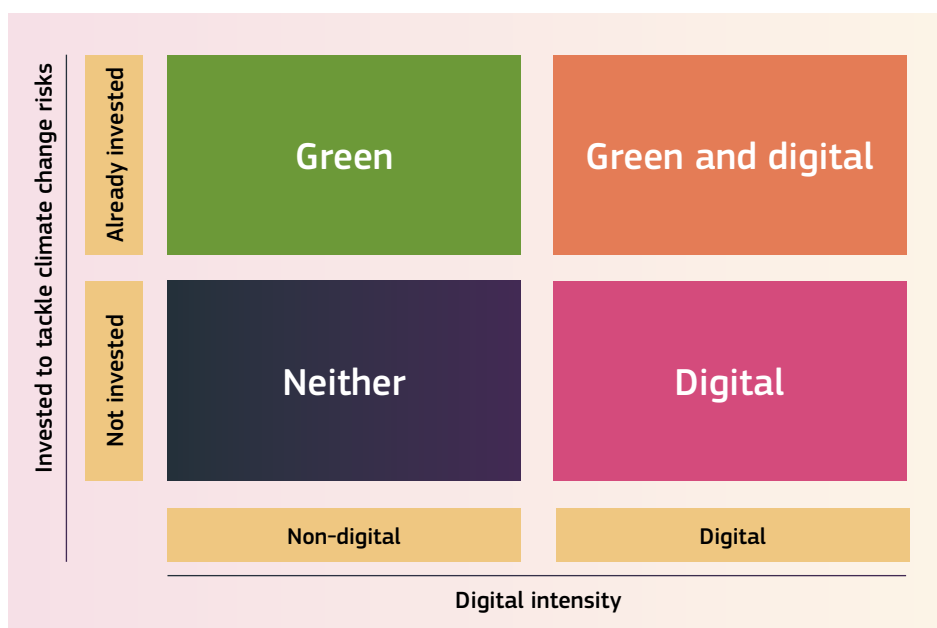 Invested to tackle climate change risks
Already invested
Green
Green and digital
Not invested
Neither
Digital
Non-digital
Digital
Digital intensity